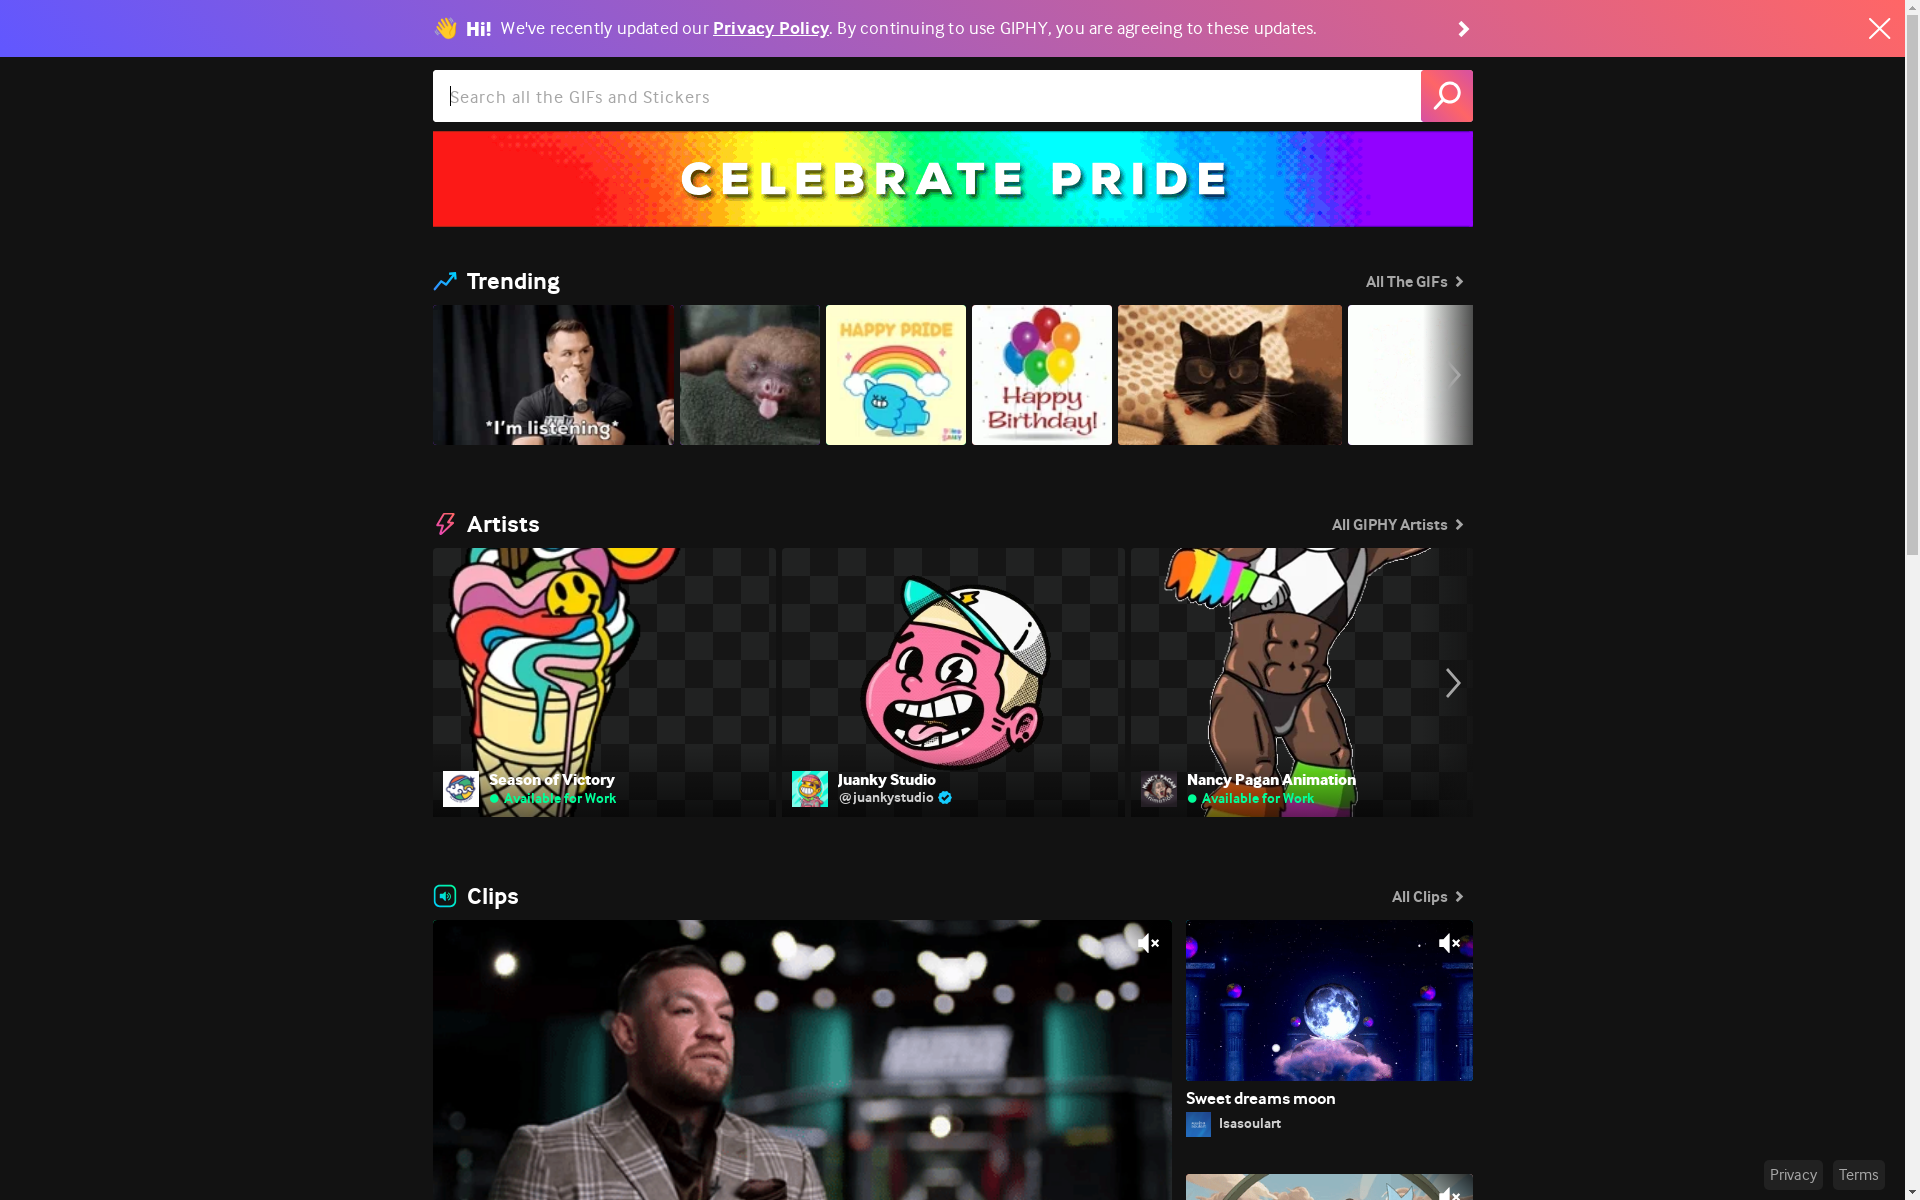 👋 Hi! We've recently updated our Privacy Policy. By continuing to use GIPHY, you are agreeing to these updates.
Search all the GIFs and Stickers
CELEBRATE PRIDE
Trending
All The GIFs
*I'm listening*
HAPPY PRIDE
Happy
Birthday!
Artists
All GIPHY Artists
Season of Victory
Available for Work
Juanky Studio
@juankystudio
Nancy Pagan Animation
Available for Work
Clips
All Clips
Sweet dreams moon
Isasoulart
Privacy
Terms